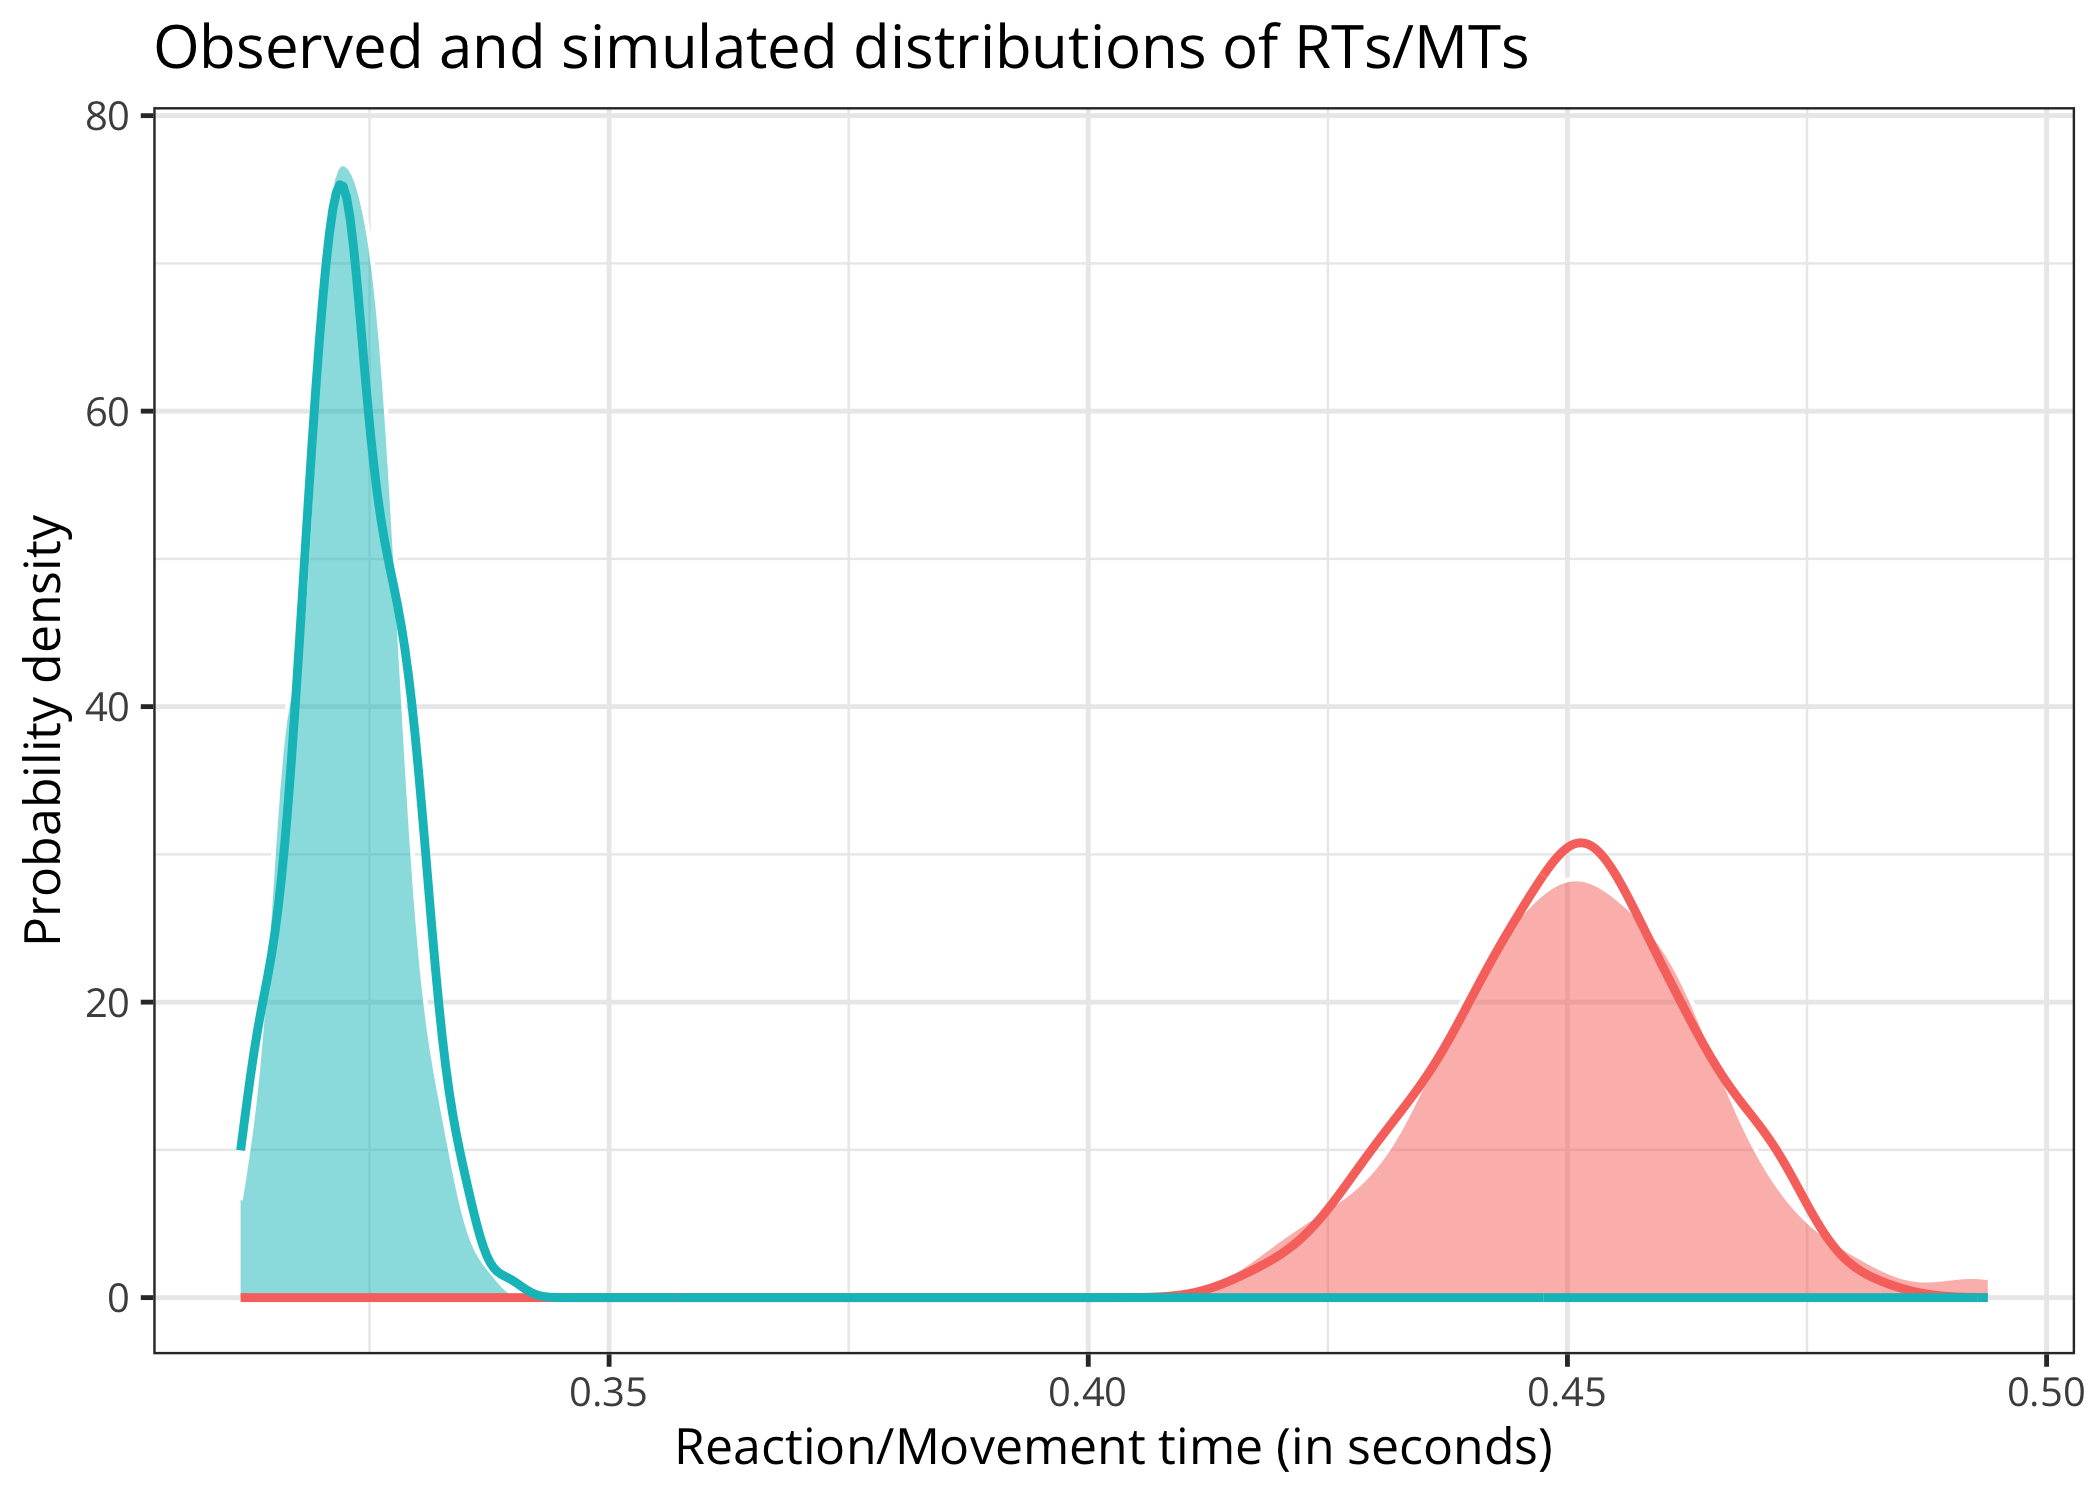 Observed and simulated distributions of RTs/MTs
80
60
40
20
0
Probability density
0.35 0.40 0.45 0.50
Reaction/Movement time (in seconds)